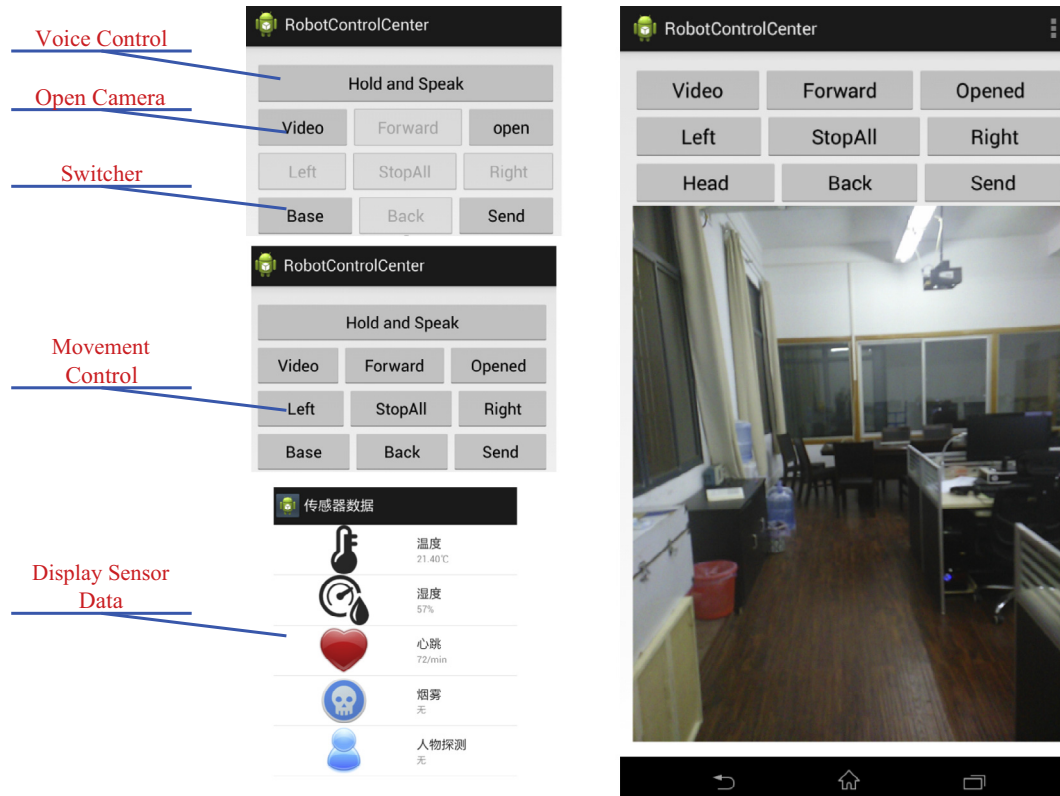 Voice Control
Open Camera
Switcher
Movement
Control
Display Sensor
Data
RobotControlCenter
Hold and Speak
Video Forward open
Left StopAll Right
Base Back Send
RobotControlCenter
Hold and Speak
Video Forward Opened
Left StopAll Right
Base Back Send
传感器数据
温度
21.40℃
湿度
57%
心跳
72/min
烟雾
无
人物探测
无
RobotControlCenter
Video Forward Opened
Left StopAll Right
Head Back Send